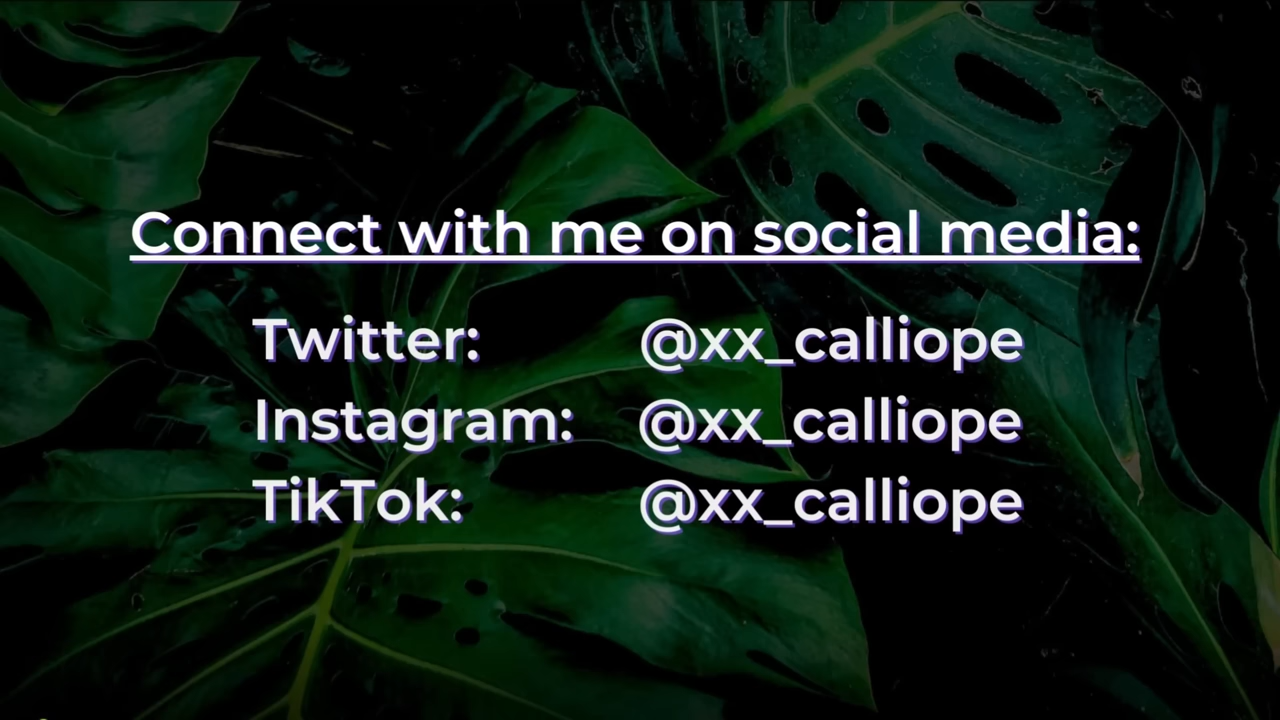 Connect with me on social media:
Twitter: @xx_calliope
Instagram: @xx_calliope
TikTok: @xx_calliope